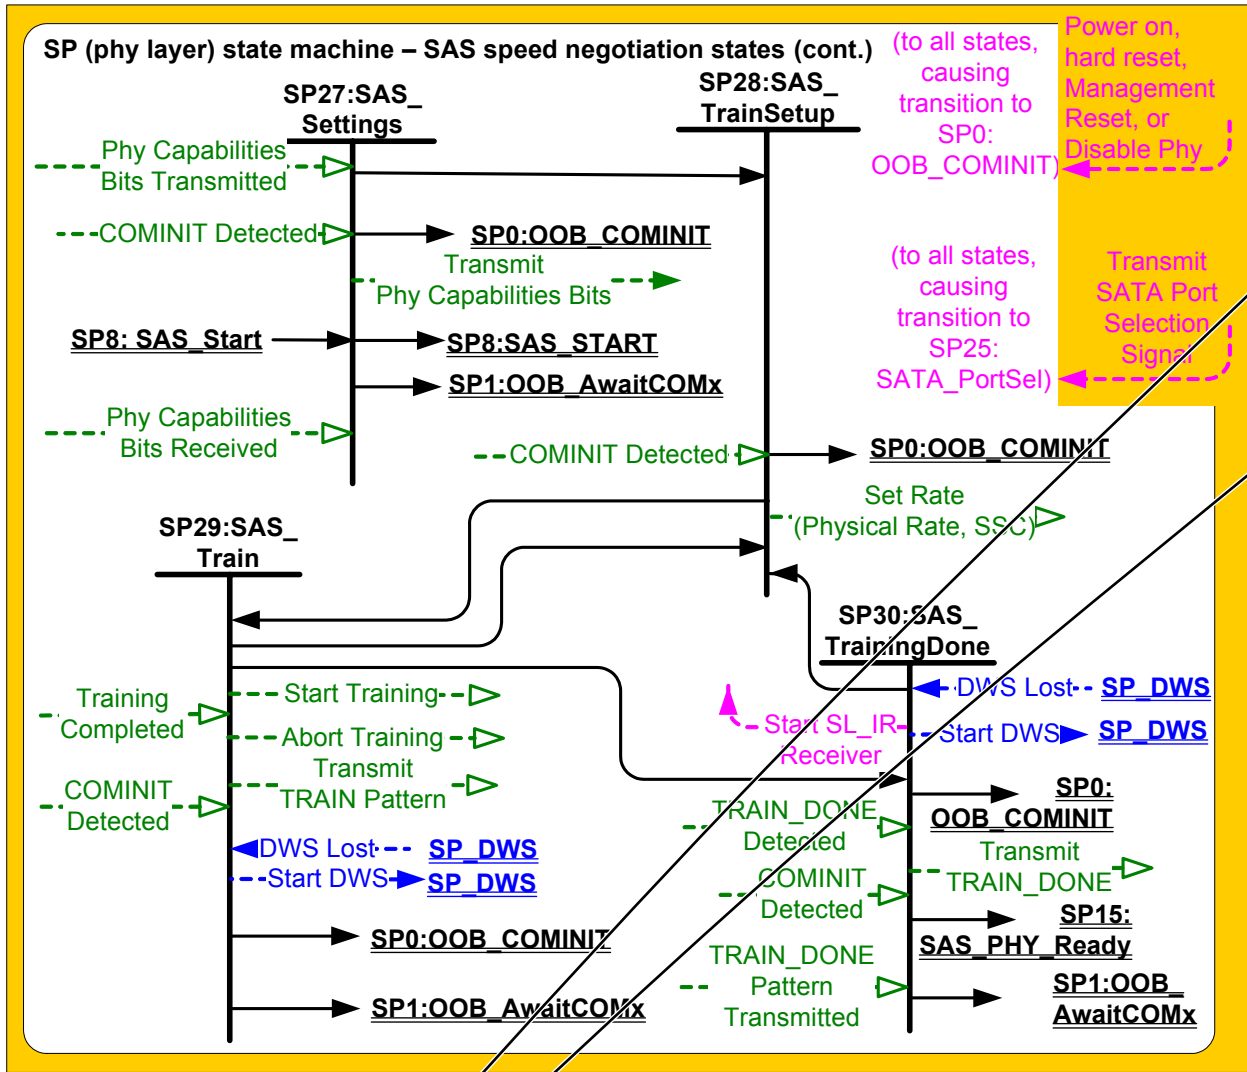 SP (phy layer) state machine – SAS speed negotiation states (cont.)
SP27:SAS_
Settings
SP28:SAS_
TrainSetup
(to all states,
causing
transition to
SP0:
OOB_COMINIT)
Power on,
hard reset,
Management
Reset, or
Disable Phy
Phy Capabilities
Bits Transmitted
COMINIT Detected
SP0:OOB_COMINIT
Transmit
Phy Capabilities Bits
SP8: SAS_Start
SP8:SAS_START
SP1:OOB_AwaitCOMx
Phy Capabilities
Bits Received
(to all states,
causing
transition to
SP25:
SATA_PortSel)
Transmit
SATA Port
Selection
Signal
COMINIT Detected
SP0:OOB_COMINIT
Set Rate
(Physical Rate, SSC)
SP29:SAS_
Train
SP30:SAS_
TrainingDone
Training
Completed
Start Training
Abort Training
Transmit
TRAIN Pattern
COMINIT
Detected
DWS Lost
SP_DWS
Start DWS
SP_DWS
SP0:OOB_COMINIT
SP1:OOB_AwaitCOMx
DWS Lost
SP_DWS
Start SL_IR
Receiver
Start DWS
SP_DWS
SP0:
OOB_COMINIT
TRAIN_DONE
Detected
Transmit
TRAIN_DONE
COMINIT
Detected
SP15:
SAS_PHY_Ready
TRAIN_DONE
Pattern
Transmitted
SP1:OOB_
AwaitCOMx